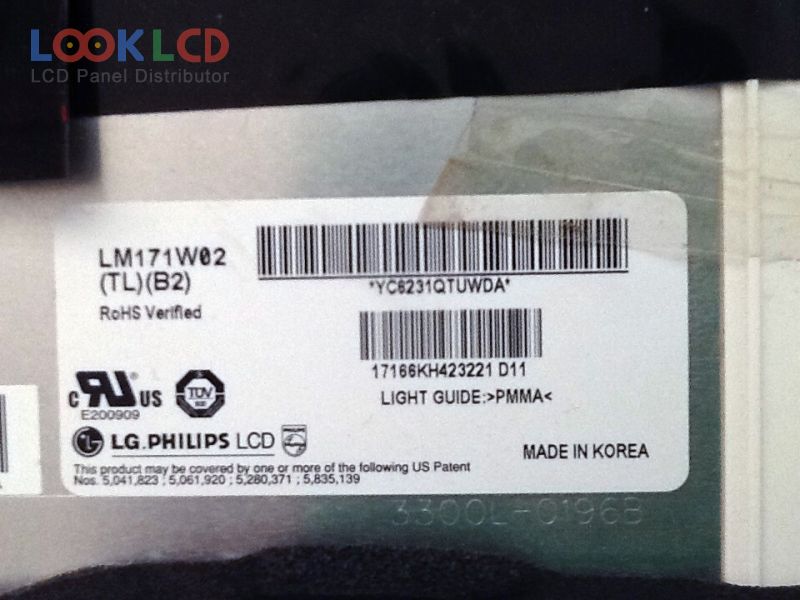 LOOKLCD
LCD Panel Distributor
LM171W02
(TL)(B2)
RoHS Verified
*YC6231QTUWDA*
17166KH423221 D11
LIGHT GUIDE:>PMMA<
c RU US
TUV
E200909
LG.PHILIPS LCD
MADE IN KOREA
This product may be covered by one or more of the following US Patent
Nos. 5,041,823 ; 5,061,920 ; 5,280,371 ; 5,835,139
3300L-0196B